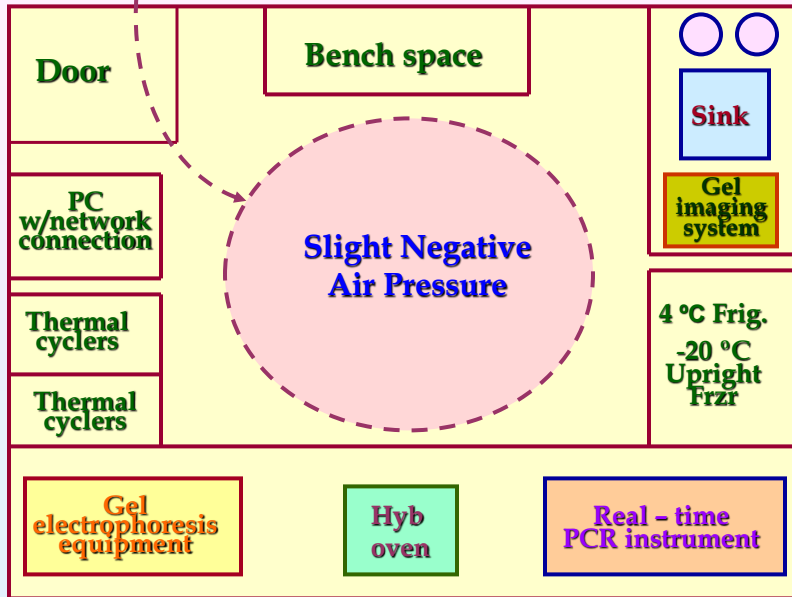 Door
Bench space
Sink
PC
w/network
connection
Gel
imaging
system
Slight Negative
Air Pressure
Thermal
cyclers
4 ºC Frig.
-20 ºC
Upright
Frzr
Thermal
cyclers
Gel
electrophoresis
equipment
Hyb
oven
Real – time
PCR instrument